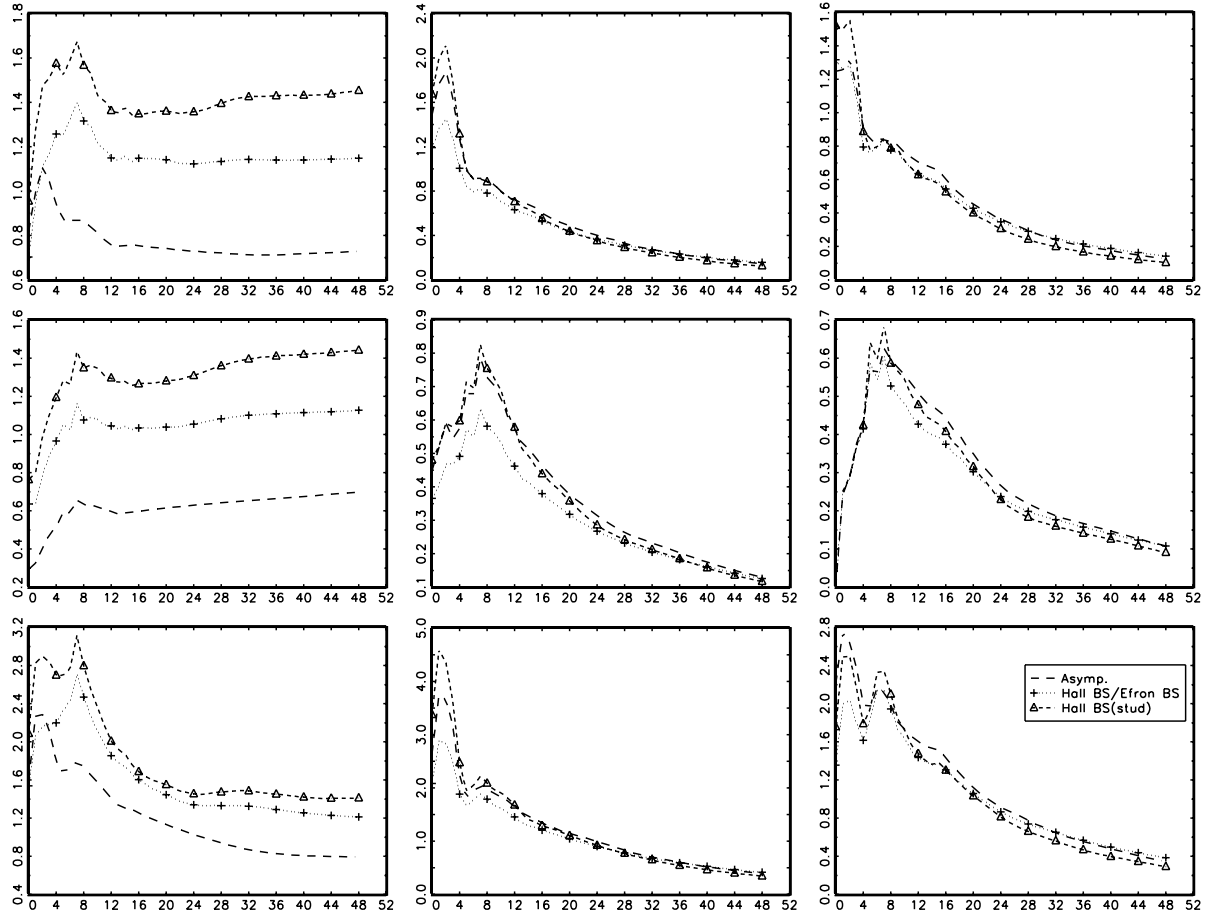 0.6 0.8 1.0 1.2 1.4 1.6 1.8
0 4 8 12 16 20 24 28 32 36 40 44 48 52
0.0 0.4 0.8 1.2 1.6 2.0 2.4
0 4 8 12 16 20 24 28 32 36 40 44 48 52
0.0 0.2 0.4 0.6 0.8 1.0 1.2 1.4 1.6
0 4 8 12 16 20 24 28 32 36 40 44 48 52
0.2 0.4 0.6 0.8 1.0 1.2 1.4 1.6
0 4 8 12 16 20 24 28 32 36 40 44 48 52
0.1 0.2 0.3 0.4 0.5 0.6 0.7 0.8 0.9
0 4 8 12 16 20 24 28 32 36 40 44 48 52
0.0 0.1 0.2 0.3 0.4 0.5 0.6 0.7
0 4 8 12 16 20 24 28 32 36 40 44 48 52
0.4 0.8 1.2 1.6 2.0 2.4 2.8 3.2
0 4 8 12 16 20 24 28 32 36 40 44 48 52
0.0 1.0 2.0 3.0 4.0 5.0
0 4 8 12 16 20 24 28 32 36 40 44 48 52
0.0 0.4 0.8 1.2 1.6 2.0 2.4 2.8
Asymp.
Hall BS/Efron BS
Hall BS(stud)
0 4 8 12 16 20 24 28 32 36 40 44 48 52